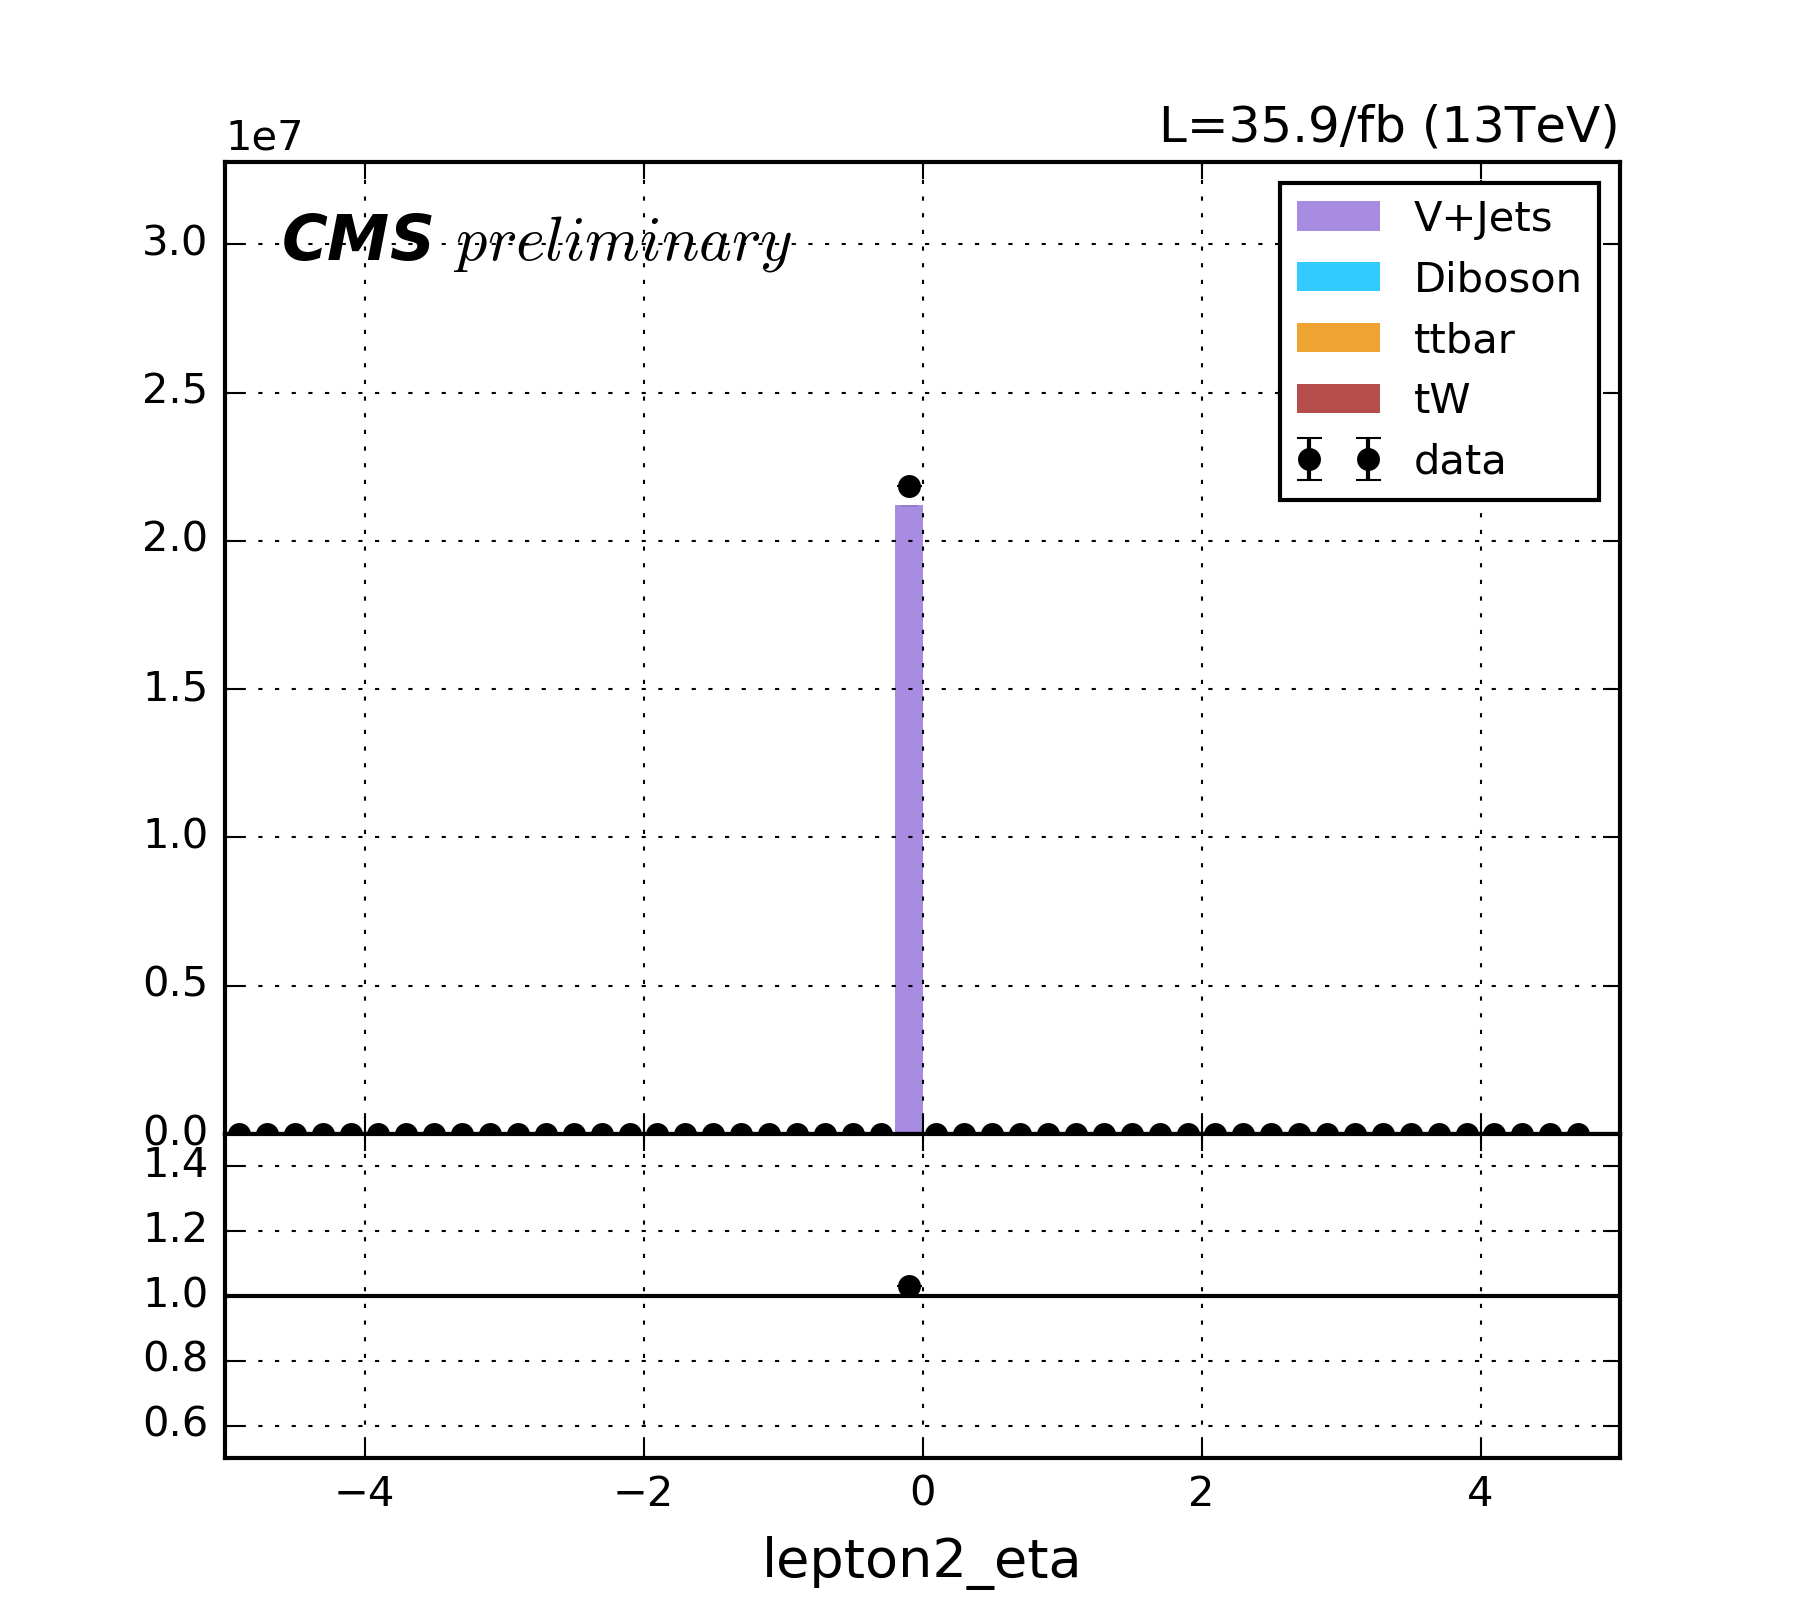 1e7
L=35.9/fb (13TeV)
CMS preliminary
V+Jets
Diboson
ttbar
tW
data
3.0
2.5
2.0
1.5
1.0
0.5
0.0
1.4
1.2
1.0
0.8
0.6
−4 −2 0 2 4
lepton2_eta